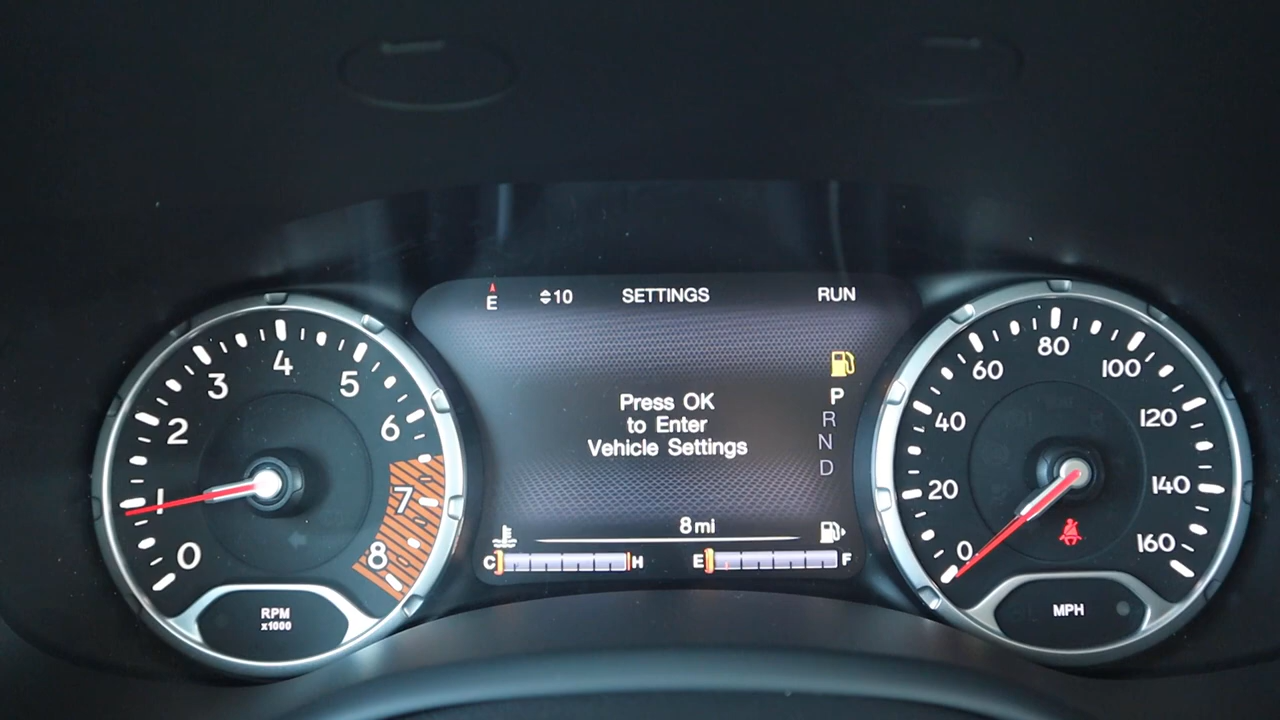 E 10 SETTINGS RUN
Press OK
to Enter
Vehicle Settings
P
R
N
D
8 mi
C H E F
0 1 2 3 4 5 6 7 8
RPM
x1000
0 20 40 60 80 100 120 140 160
MPH